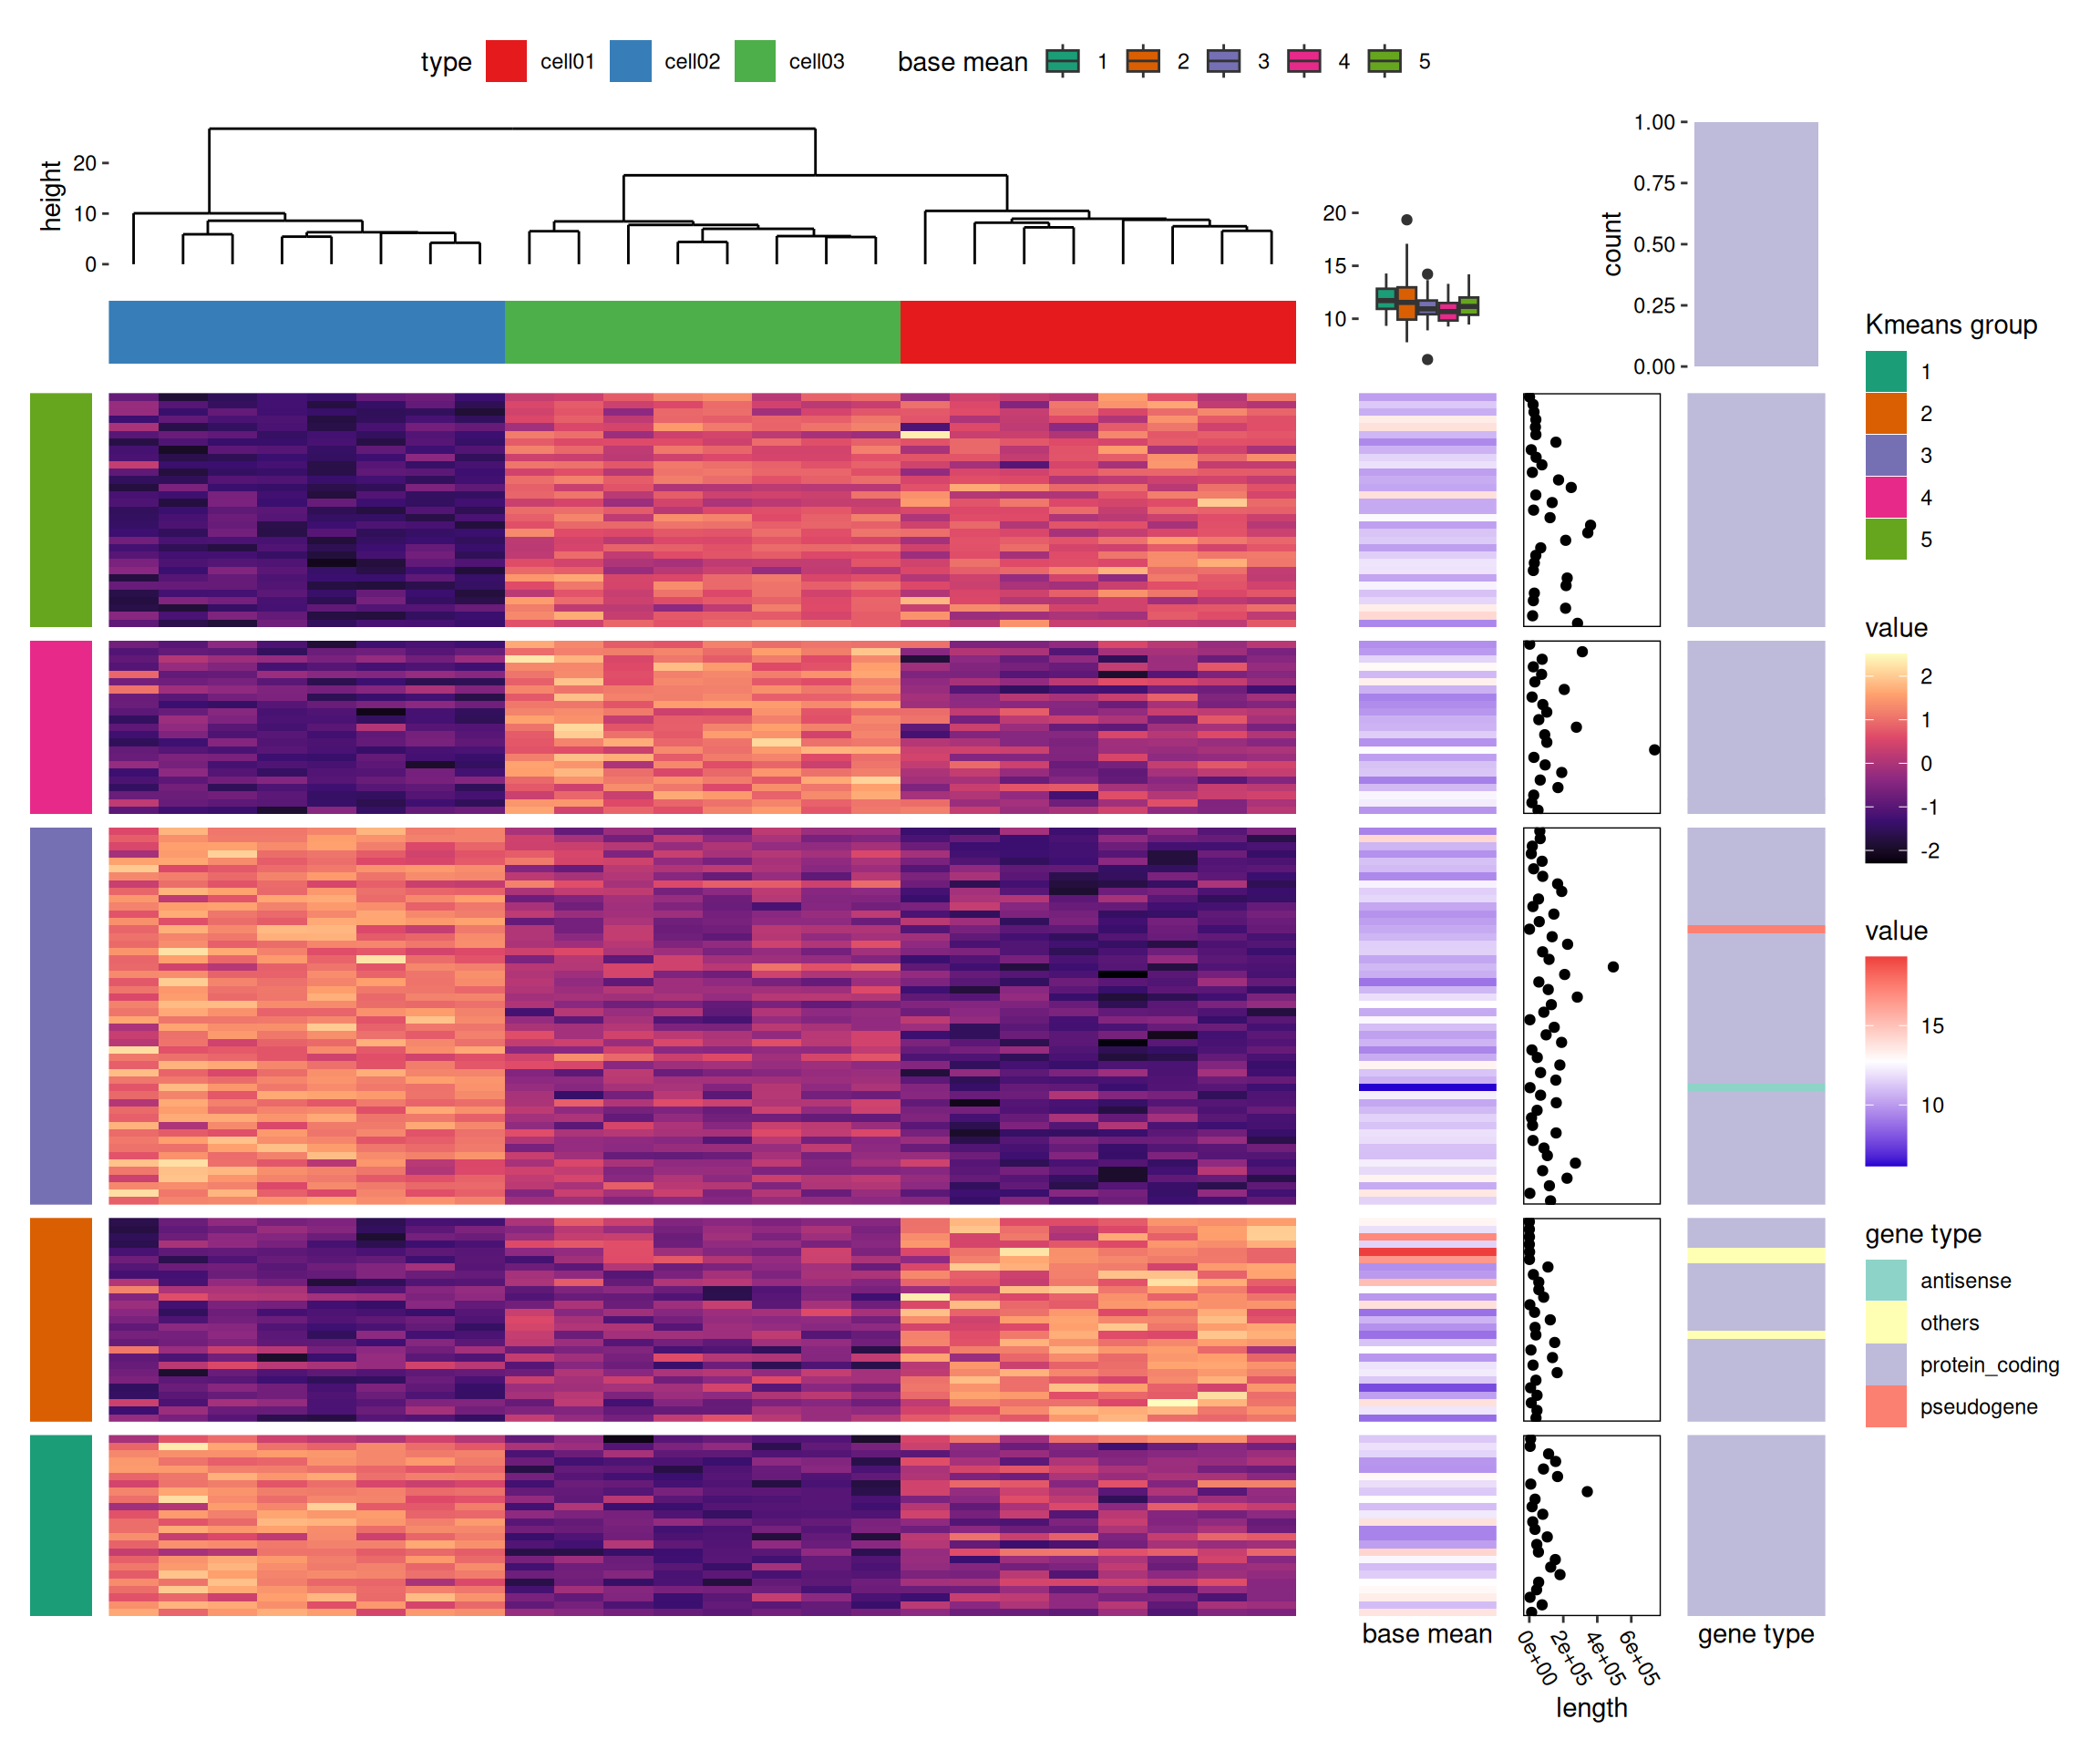 type cell01 cell02 cell03 base mean 1 2 3 4 5
height
20
10
0
20
15
10
count
1.00
0.75
0.50
0.25
0.00
Kmeans group
1
2
3
4
5
value
2
1
0
-1
-2
value
15
10
gene type
antisense
others
protein_coding
pseudogene
base mean
0e+00 2e+05 4e+05 6e+05
length
gene type